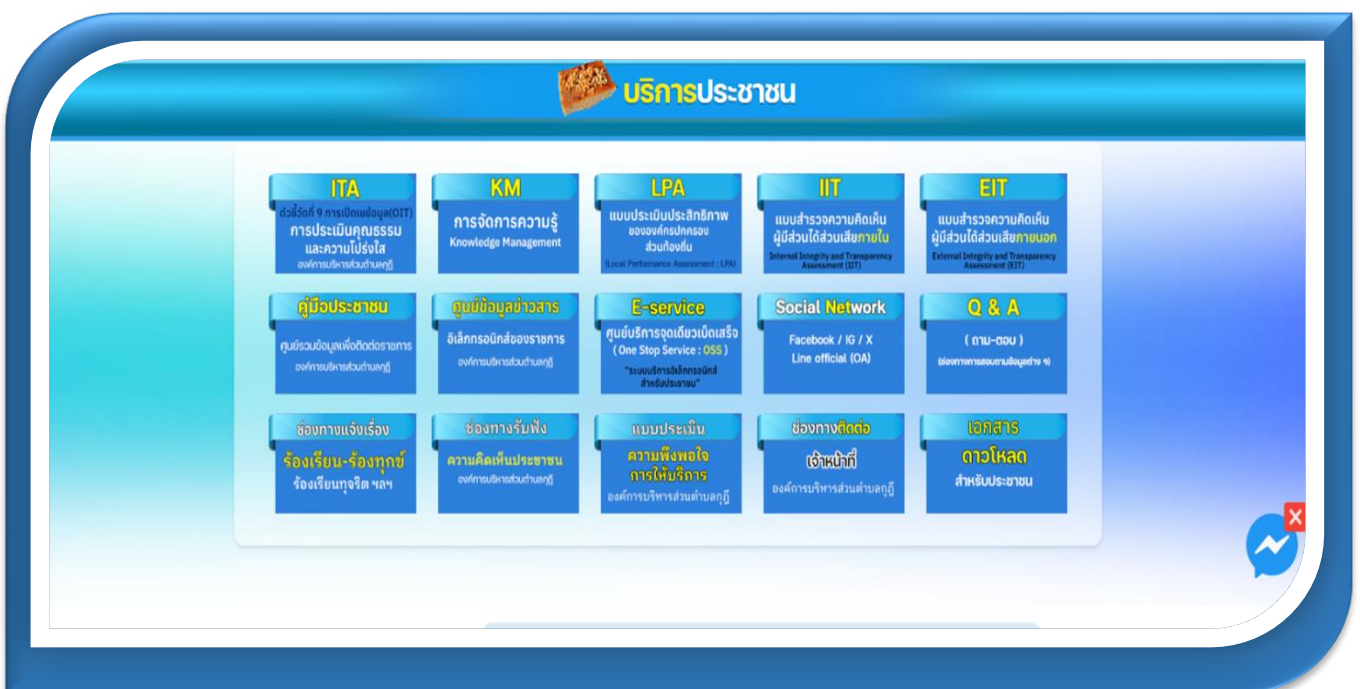 บริการประชาชน
ITA
ตัวชี้วัดที่ 9 การเปิดเผยข้อมูล(OIT)
การประเมินคุณธรรม
และความโปร่งใส
องค์การบริหารส่วนตำบลกุฎี
KM
การจัดการความรู้
Knowledge Management
LPA
แบบประเมินประสิทธิภาพ
ขององค์กรปกครอง
ส่วนท้องถิ่น
(Local Performance Assessment : LPA)
IIT
แบบสำรวจความคิดเห็น
ผู้มีส่วนได้ส่วนเสียภายใน
Internal Integrity and Transparency
Assessment (IIT)
EIT
แบบสำรวจความคิดเห็น
ผู้มีส่วนได้ส่วนเสียภายนอก
External Integrity and Transparency
Assessment (EIT)
คู่มือประชาชน
ศูนย์รวมข้อมูลเพื่อติดต่อราชการ
องค์การบริหารส่วนตำบลกุฎี
ศูนย์ข้อมูลข่าวสาร
อิเล็กทรอนิกส์ของราชการ
องค์การบริหารส่วนตำบลกุฎี
E-service
ศูนย์บริการจุดเดียวเบ็ดเสร็จ
( One Stop Service : OSS )
"ระบบบริการอิเล็กทรอนิกส์
สำหรับประชาชน"
Social Network
Facebook / IG / X
Line official (OA)
Q & A
( ถาม-ตอบ )
(ช่องทางการสอบถามข้อมูลต่าง ๆ)
ช่องทางแจ้งเรื่อง
ร้องเรียน-ร้องทุกข์
ร้องเรียนทุจริต ฯลฯ
ช่องทางรับฟัง
ความคิดเห็นประชาชน
องค์การบริหารส่วนตำบลกุฎี
แบบประเมิน
ความพึงพอใจ
การให้บริการ
องค์การบริหารส่วนตำบลกุฎี
ช่องทางติดต่อ
เจ้าหน้าที่
องค์การบริหารส่วนตำบลกุฎี
เอกสาร
ดาวโหลด
สำหรับประชาชน